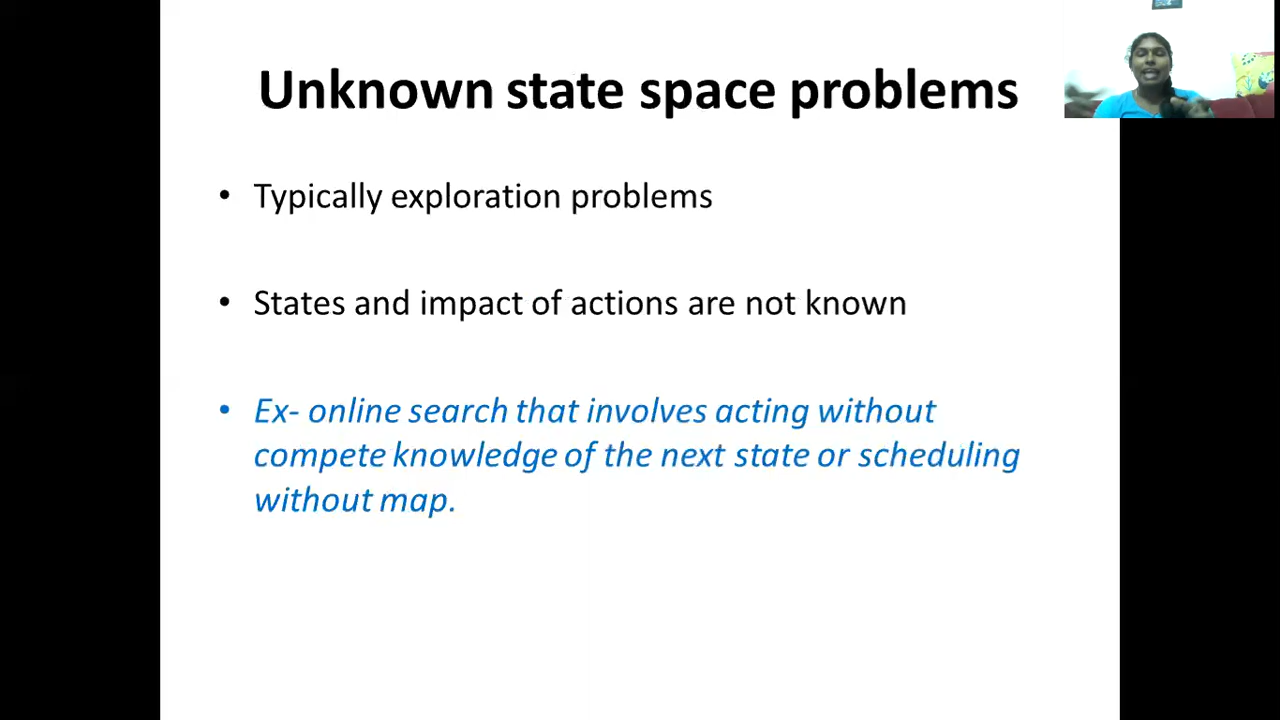 Unknown state space problems
• Typically exploration problems
• States and impact of actions are not known
• Ex- online search that involves acting without
compete knowledge of the next state or scheduling
without map.